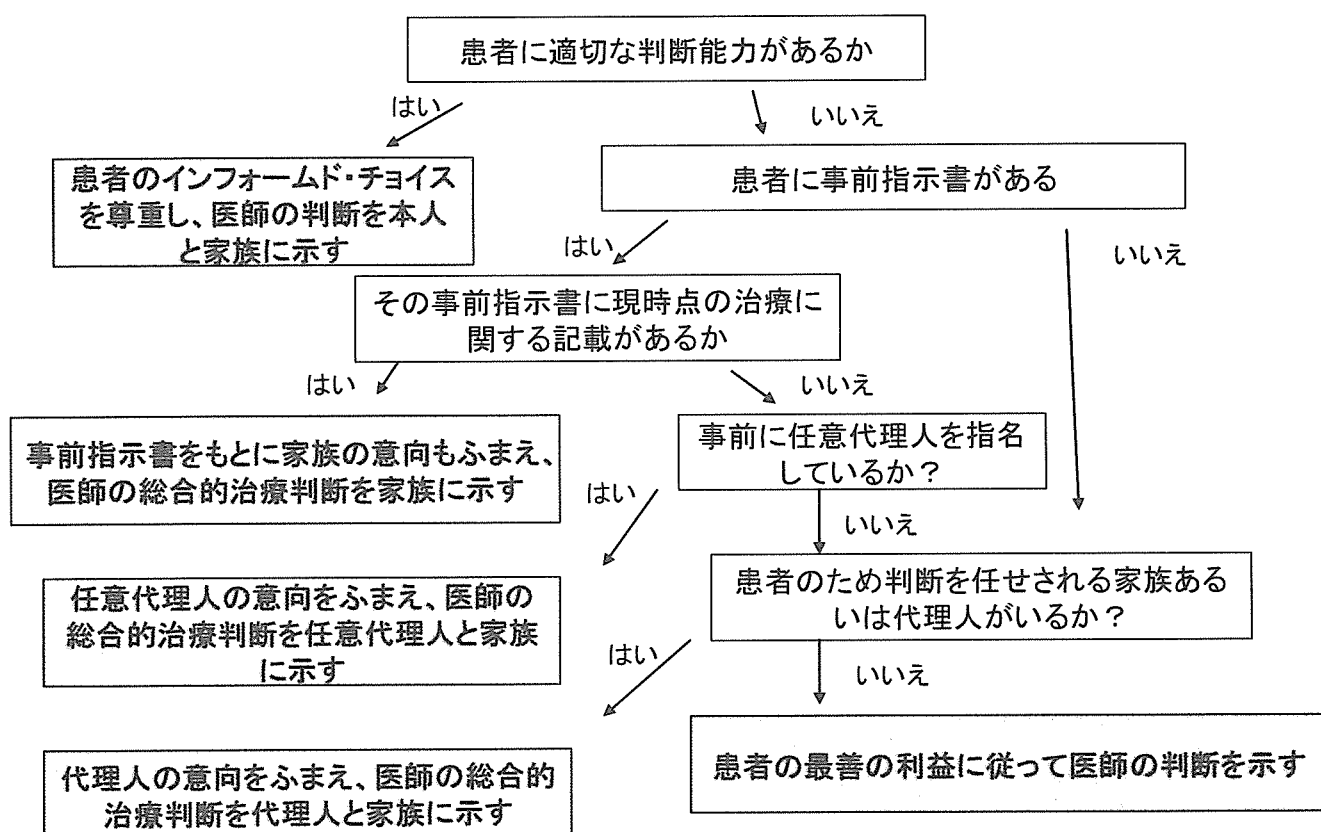 患者に適切な判断能力があるか
はい
いいえ
患者のインフォームド・チョイス
を尊重し、医師の判断を本人
と家族に示す
患者に事前指示書がある
はい
いいえ
その事前指示書に現時点の治療に
関する記載があるか
はい
いいえ
事前指示書をもとに家族の意向もふまえ、
医師の総合的治療判断を家族に示す
事前に任意代理人を指名
しているか？
はい
いいえ
任意代理人の意向をふまえ、医師の
総合的治療判断を任意代理人と家族
に示す
患者のため判断を任せされる家族ある
いは代理人がいるか？
はい
いいえ
代理人の意向をふまえ、医師の総合的
治療判断を代理人と家族に示す
患者の最善の利益に従って医師の判断を示す